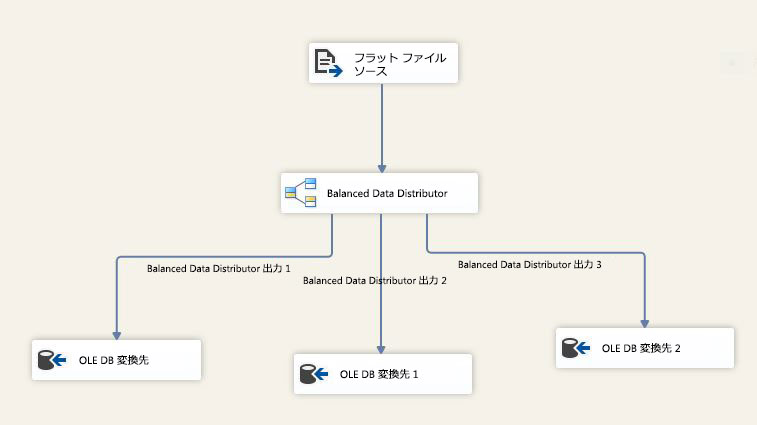 フラット ファイル
ソース
Balanced Data Distributor
Balanced Data Distributor 出力 1
Balanced Data Distributor 出力 2
Balanced Data Distributor 出力 3
OLE DB 変換先
OLE DB 変換先 1
OLE DB 変換先 2